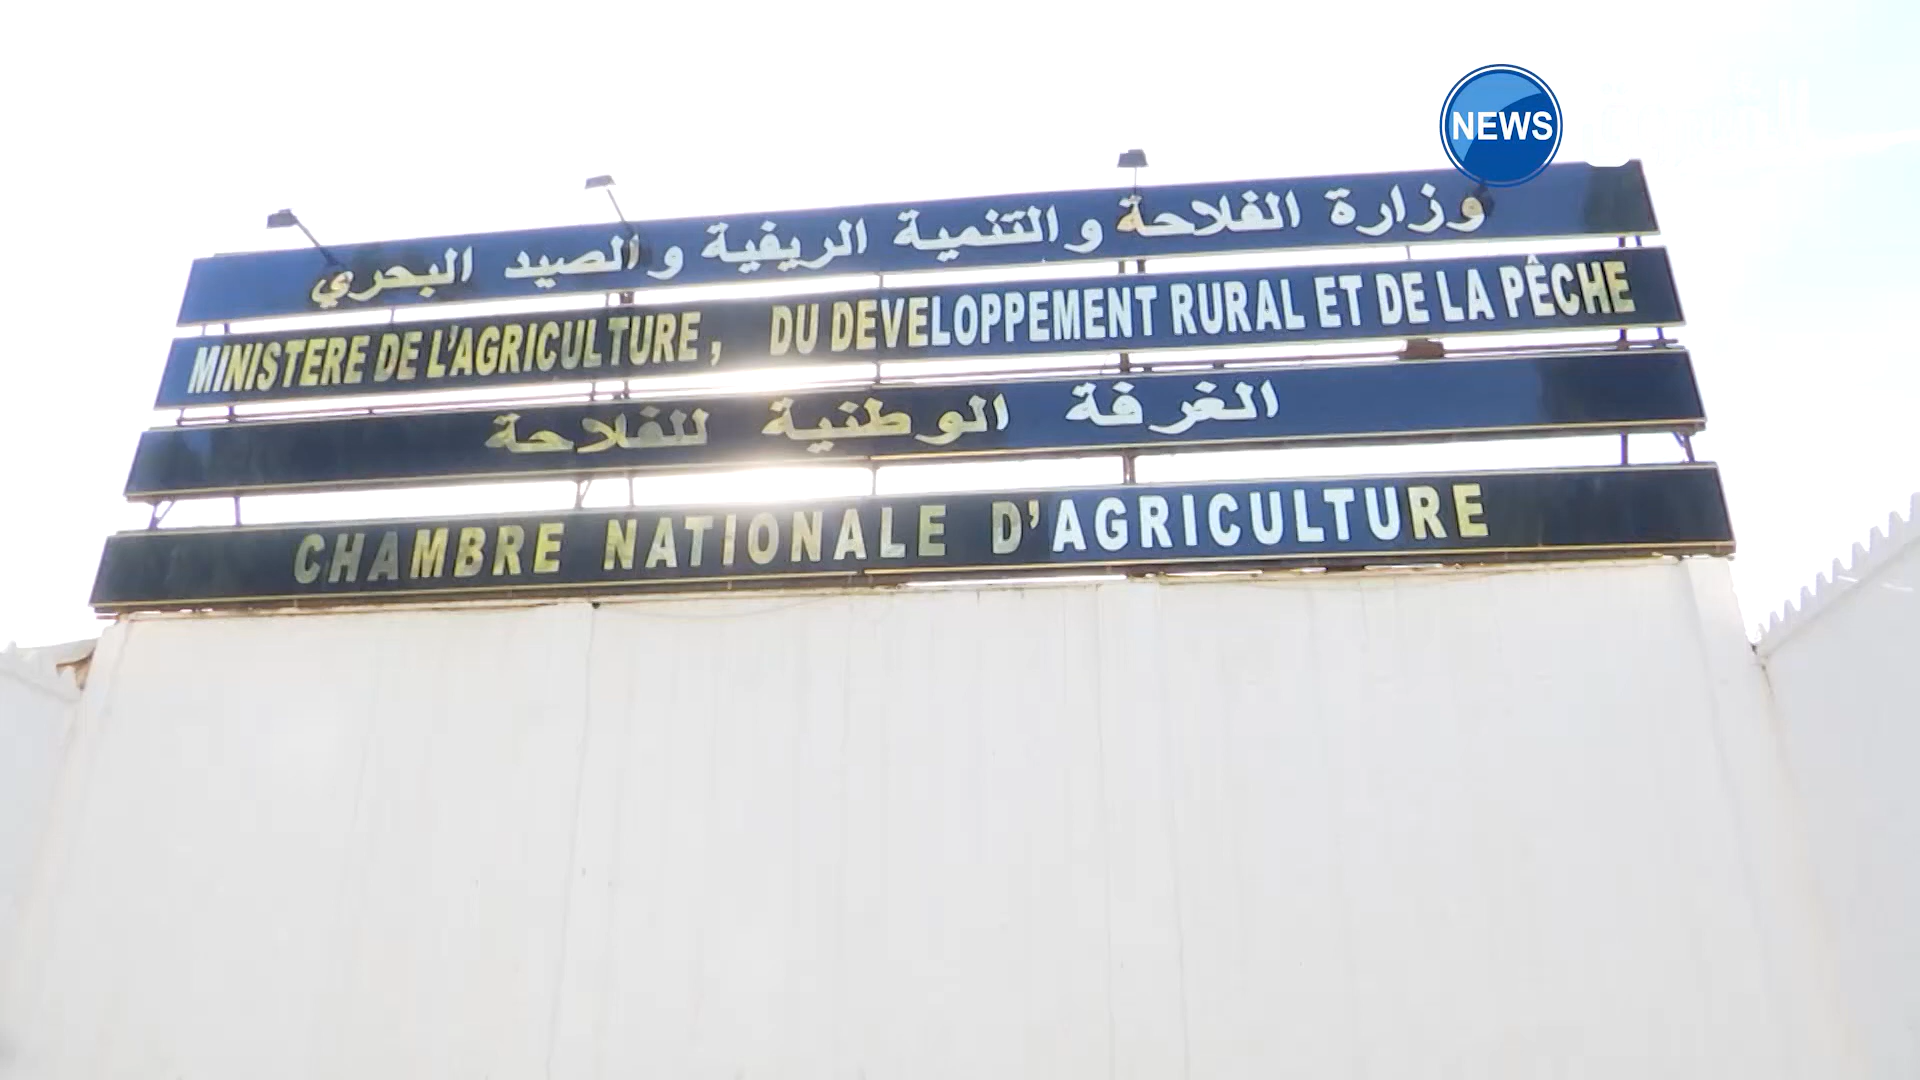 NEWS
وزارة الفلاحة والتنمية الريفية والصيد البحري
MINISTERE DE L'AGRICULTURE, DU DEVELOPPEMENT RURAL ET DE LA PÊCHE
الغرفة الوطنية للفلاحة
CHAMBRE NATIONALE D'AGRICULTURE